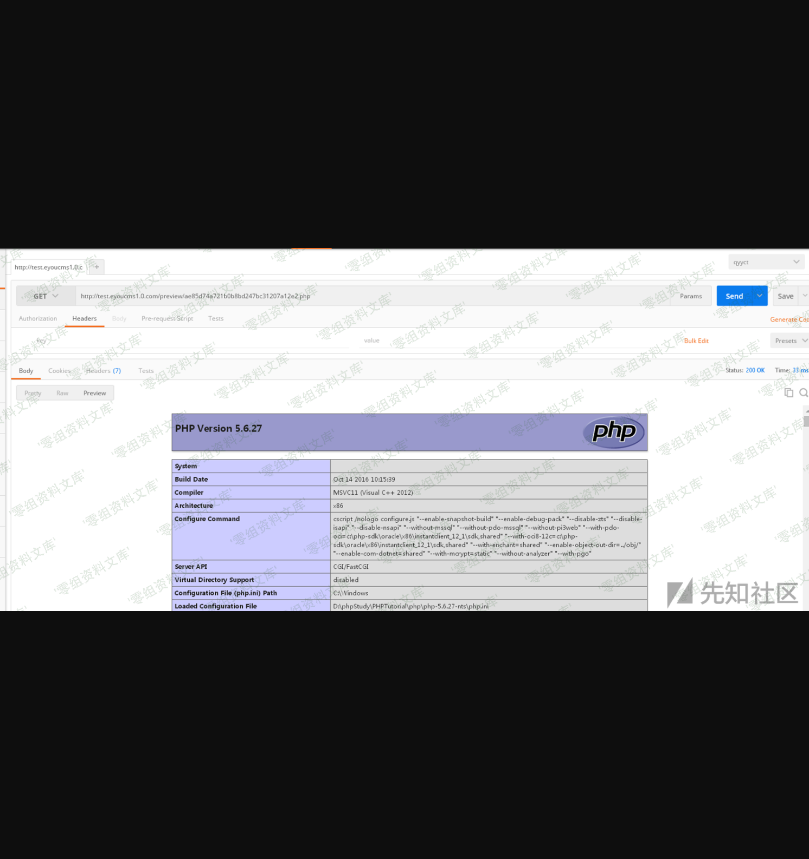 http://test.eyoucms1.0.c
+
qyyct
GET
http://test.eyoucms1.0.com/preview/ae85d74a721b0b8bd247bc31207a12e2.php
Params
Send
Save
Authorization
Headers
Body
Pre-request Script
Tests
Generate Co
key
value
Bulk Edit
Presets
Body
Cookies
Headers (7)
Tests
Status: 200 OK
Time: 31 ms
Pretty
Raw
Preview
PHP Version 5.6.27
php
System
Build Date Oct 14 2016 10:15:39
Compiler MSVC11 (Visual C++ 2012)
Architecture x86
Configure Command cscript /nologo configure.js "--enable-snapshot-build" "--enable-debug-pack" "--disable-zts" "--disable-
isapi" "--disable-nsapi" "--without-mssql" "--without-pdo-mssql" "--without-pi3web" "--with-pdo-
oci=c:\php-sdk\oracle\x86\instantclient_12_1\sdk,shared" "--with-oci8-12c=c:\php-
sdk\oracle\x86\instantclient_12_1\sdk,shared" "--with-enchant=shared" "--enable-object-out-dir=../obj/"
"--enable-com-dotnet=shared" "--with-mcrypt=static" "--without-analyzer" "--with-pgo"
Server API CGI/FastCGI
Virtual Directory Support disabled
Configuration File (php.ini) Path C:\Windows
Loaded Configuration File D:\phpStudy\PHPTutorial\php\php-5.6.27-nts\php.ini
零组资料文库
先知社区